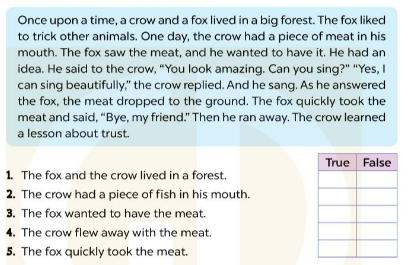 Once upon a time, a crow and a fox lived in a big forest. The fox liked
to trick other animals. One day, the crow had a piece of meat in his
mouth. The fox saw the meat, and he wanted to have it. He had an
idea. He said to the crow, “You look amazing. Can you sing?” “Yes, I
can sing beautifully,” the crow replied. And he sang. As he answered
the fox, the meat dropped to the ground. The fox quickly took the
meat and said, “Bye, my friend.” Then he ran away. The crow learned
a lesson about trust.
True False
1. The fox and the crow lived in a forest.
2. The crow had a piece of fish in his mouth.
3. The fox wanted to have the meat.
4. The crow flew away with the meat.
5. The fox quickly took the meat.